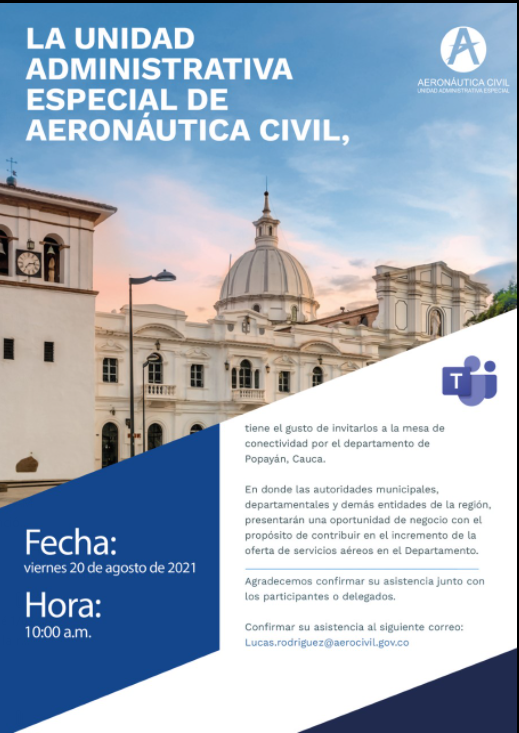 LA UNIDAD
ADMINISTRATIVA
ESPECIAL DE
AERONÁUTICA CIVIL,
AERONÁUTICA CIVIL
UNIDAD ADMINISTRATIVA ESPECIAL
T
tiene el gusto de invitarlos a la mesa de
conectividad por el departamento de
Popayán, Cauca.
En donde las autoridades municipales,
departamentales y demás entidades de la región,
presentarán una oportunidad de negocio con el
propósito de contribuir en el incremento de la
oferta de servicios aéreos en el Departamento.
Agradecemos confirmar su asistencia junto con
los participantes o delegados.
Confirmar su asistencia al siguiente correo:
Lucas.rodriguez@aerocivil.gov.co
Fecha:
viernes 20 de agosto de 2021
Hora:
10:00 a.m.